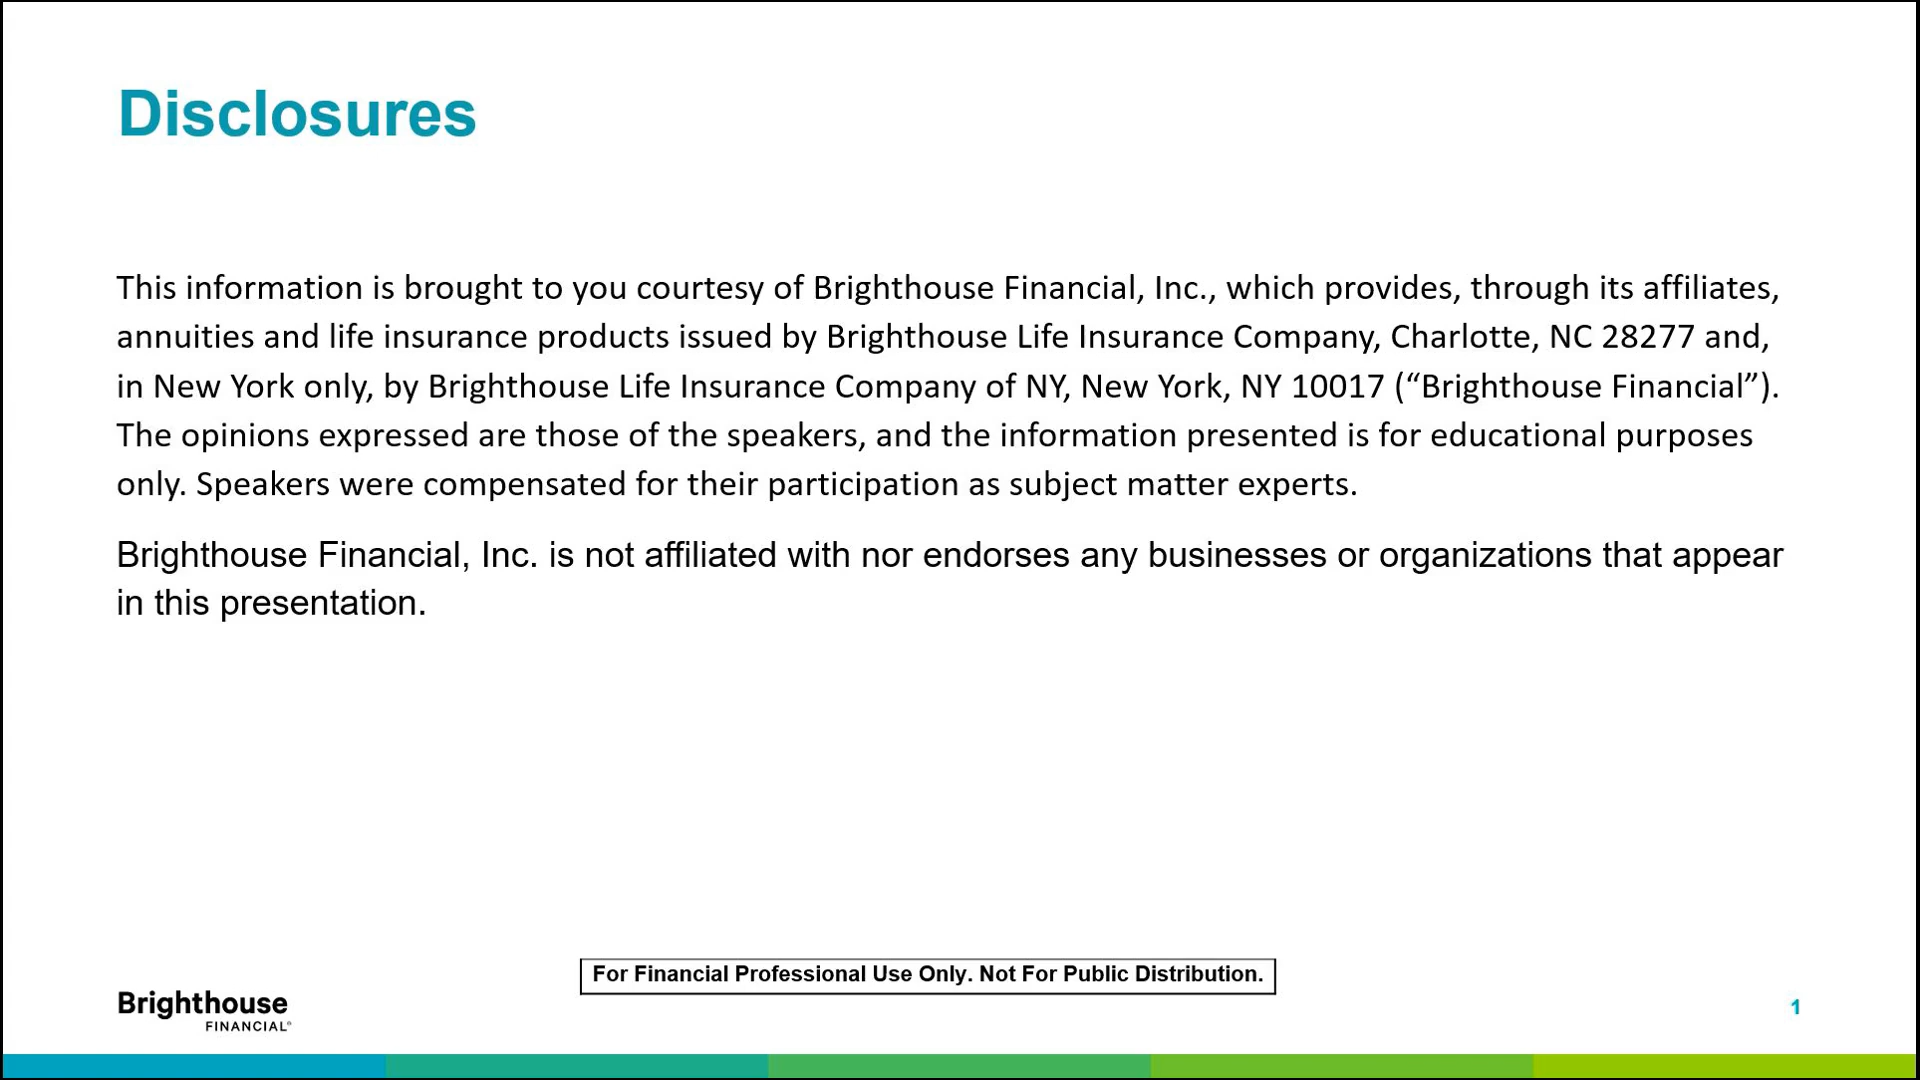 Disclosures
This information is brought to you courtesy of Brighthouse Financial, Inc., which provides, through its affiliates,
annuities and life insurance products issued by Brighthouse Life Insurance Company, Charlotte, NC 28277 and,
in New York only, by Brighthouse Life Insurance Company of NY, New York, NY 10017 (“Brighthouse Financial”).
The opinions expressed are those of the speakers, and the information presented is for educational purposes
only. Speakers were compensated for their participation as subject matter experts.
Brighthouse Financial, Inc. is not affiliated with nor endorses any businesses or organizations that appear
in this presentation.
For Financial Professional Use Only. Not For Public Distribution.
Brighthouse
FINANCIAL®
1